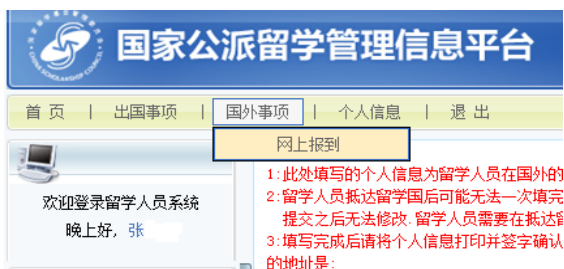 国家公派留学管理信息平台
首 页 | 出国事项 | 国外事项 | 个人信息 | 退 出
网上报到
欢迎登录留学人员系统
晚上好, 张
1:此处填写的个人信息为留学人员在国外的
2:留学人员抵达留学国后可能无法一次填完
提交之后无法修改.留学人员需要在抵达留
3:填写完成后请将个人信息打印并签字确认
的地址是: